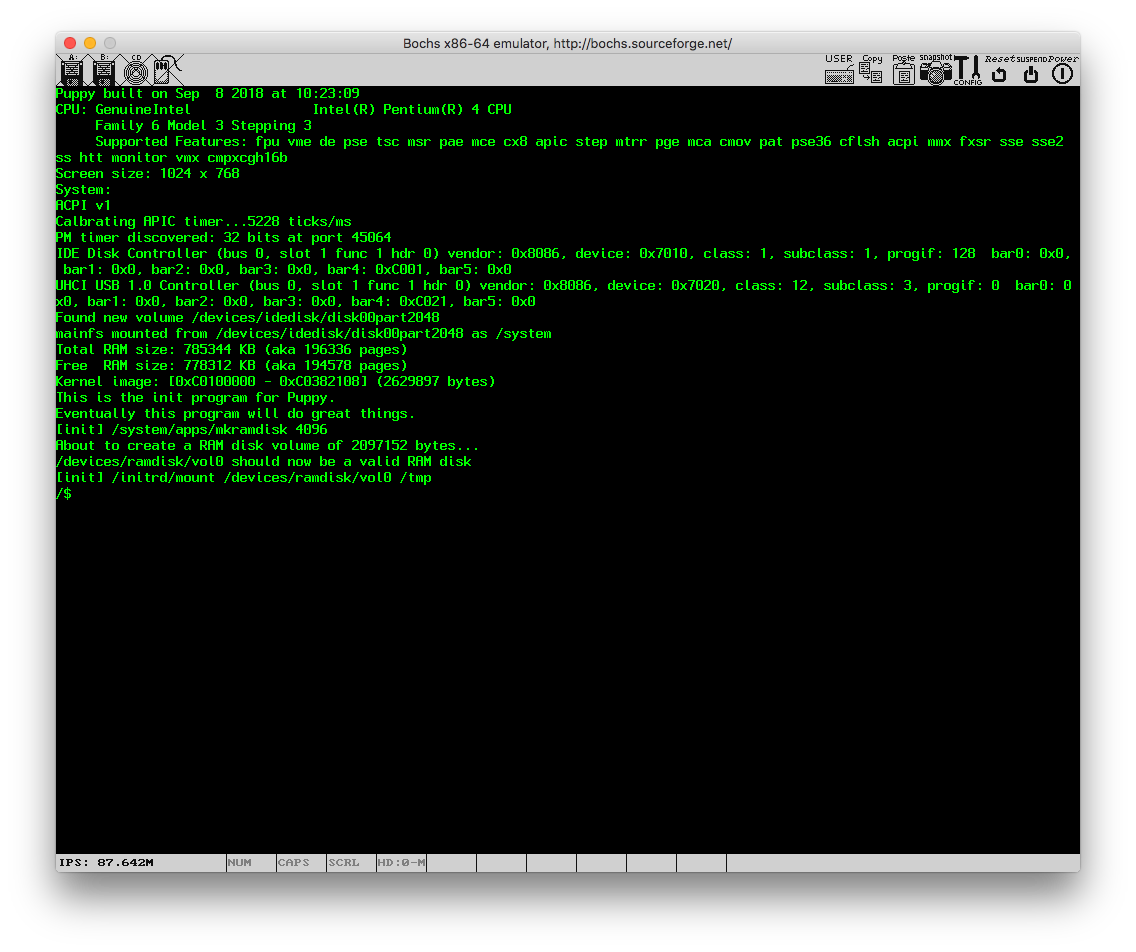 Bochs x86-64 emulator, http://bochs.sourceforge.net/
A: B: CD USER Copy Paste snapshot CONFIG Reset SUSPEND Power
Puppy built on Sep  8 2018 at 10:23:09
CPU: GenuineIntel               Intel(R) Pentium(R) 4 CPU
     Family 6 Model 3 Stepping 3
     Supported Features: fpu vme de pse tsc msr pae mce cx8 apic step mtrr pge mca cmov pat pse36 cflsh acpi mmx fxsr sse sse2
ss htt monitor vmx cmpxcgh16b
Screen size: 1024 x 768
System:
ACPI v1
Calbrating APIC timer...5228 ticks/ms
PM timer discovered: 32 bits at port 45064
IDE Disk Controller (bus 0, slot 1 func 1 hdr 0) vendor: 0x8086, device: 0x7010, class: 1, subclass: 1, progif: 128  bar0: 0x0,
 bar1: 0x0, bar2: 0x0, bar3: 0x0, bar4: 0xC001, bar5: 0x0
UHCI USB 1.0 Controller (bus 0, slot 1 func 1 hdr 0) vendor: 0x8086, device: 0x7020, class: 12, subclass: 3, progif: 0  bar0: 0
x0, bar1: 0x0, bar2: 0x0, bar3: 0x0, bar4: 0xC021, bar5: 0x0
Found new volume /devices/idedisk/disk00part2048
mainfs mounted from /devices/idedisk/disk00part2048 as /system
Total RAM size: 785344 KB (aka 196336 pages)
Free  RAM size: 778312 KB (aka 194578 pages)
Kernel image: [0xC0100000 - 0xC0382108] (2629897 bytes)
This is the init program for Puppy.
Eventually this program will do great things.
[init] /system/apps/mkramdisk 4096
About to create a RAM disk volume of 2097152 bytes...
/devices/ramdisk/vol0 should now be a valid RAM disk
[init] /initrd/mount /devices/ramdisk/vol0 /tmp
/$
IPS: 87.642M NUM CAPS SCRL HD:0-M